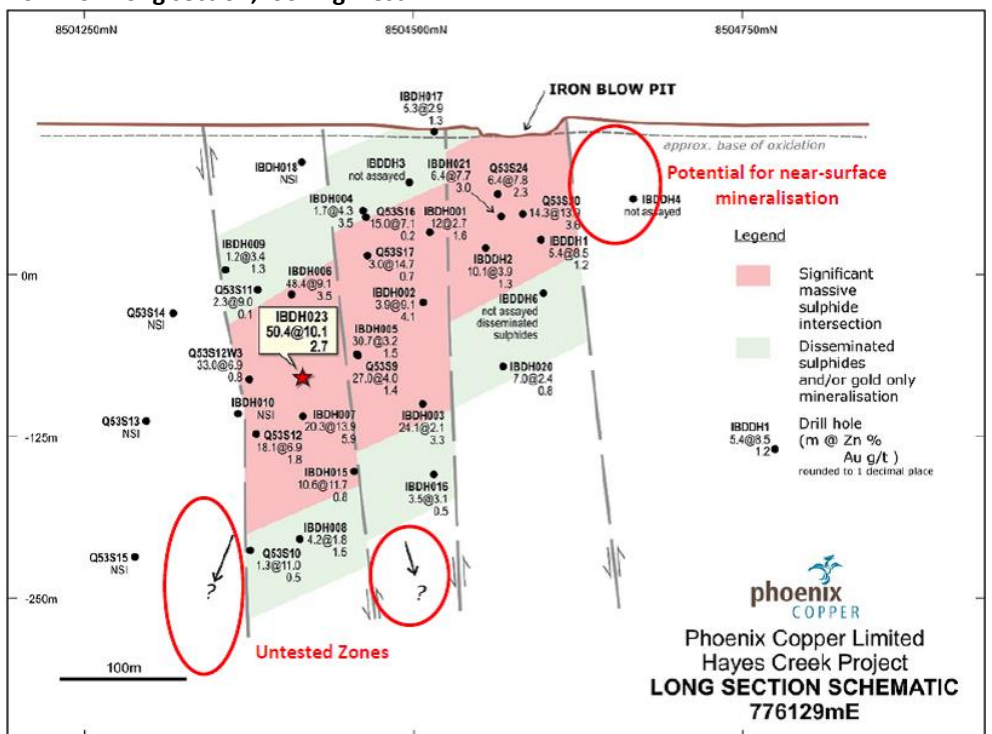 8504250mN
8504500mN
8504750mN
IRON BLOW PIT
approx. base of oxidation
IBDH017
5.3@2.9
1.3
IBDH018
NSI
IBDDH3
not assayed
IBDH021
6.4@7.7
3.0
Q53S24
6.4@7.8
2.3
Potential for near-surface
mineralisation
IBDDH4
not assayed
IBDH004
1.7@4.3
3.5
Q53S16
15.0@7.1
0.2
IBDH001
12@2.7
1.6
14.3@13.9
IBDDH1
5.4@8.5
1.2
IBDH009
1.2@3.4
1.3
Q53S17
3.0@14.7
0.7
IBDDH2
10.1@3.9
1.3
Legend
Significant
massive
sulphide
intersection
Disseminated
sulphides
and/or gold only
mineralisation
Drill hole
(m @ Zn %
Au g/t )
rounded to 1 decimal place
IBDDH1
5.4@8.5
1.2
0m
Q53S11
2.3@9.0
0.1
IBDH006
48.4@9.1
3.5
IBDH002
3.9@9.1
4.1
IBDDH6
not assayed
disseminated
sulphides
Q53S14
NSI
IBDH023
50.4@10.1
2.7
IBDH005
30.7@3.2
1.5
Q53S12W3
33.0@6.9
0.8
Q53S9
27.0@4.0
1.4
IBDH020
7.0@2.4
0.8
IBDH010
NSI
Q53S13
NSI
-125m
IBDH007
20.3@13.9
5.9
IBDH003
24.1@2.1
3.3
Q53S12
18.1@6.9
1.8
IBDH015
10.6@11.7
0.8
IBDH016
3.5@3.1
0.5
IBDH008
4.2@1.8
1.5
Q53S15
NSI
Q53S10
1.3@11.0
0.5
?
?
-250m
Untested Zones
100m
phoenix
COPPER
Phoenix Copper Limited
Hayes Creek Project
LONG SECTION SCHEMATIC
776129mE